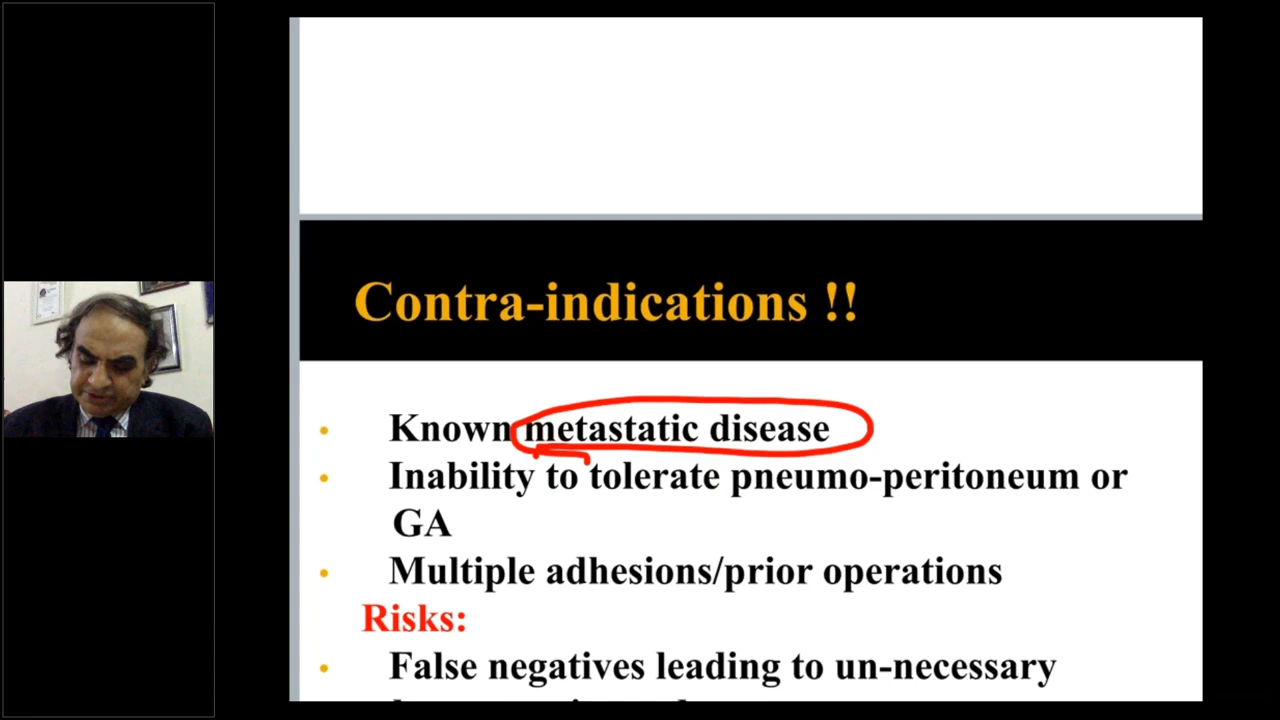 Contra-indications !!
• Known metastatic disease
• Inability to tolerate pneumo-peritoneum or
GA
• Multiple adhesions/prior operations
Risks:
• False negatives leading to un-necessary